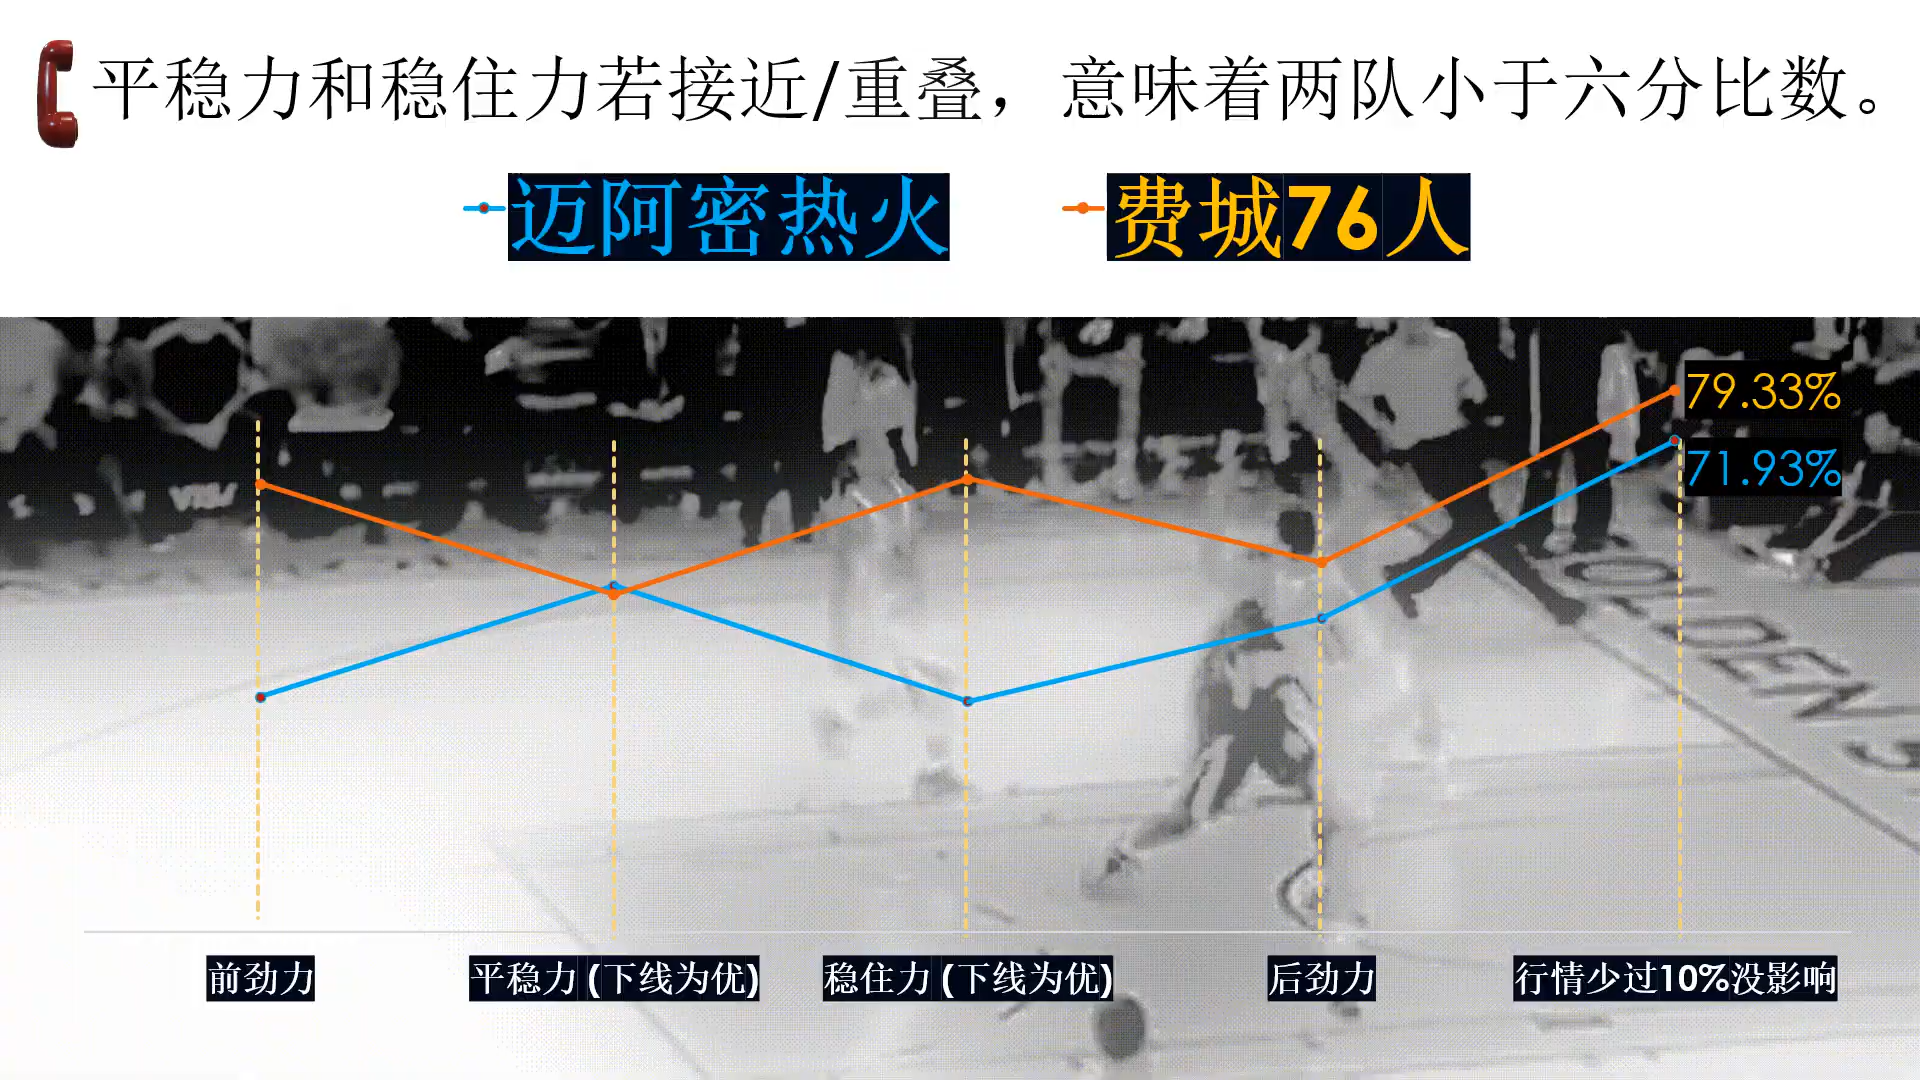 平稳力和稳住力若接近/重叠，意味着两队小于六分比数。
迈阿密热火
费城76人
79.33%
71.93%
前劲力
平稳力 (下线为优)
稳住力 (下线为优)
后劲力
行情少过10%没影响